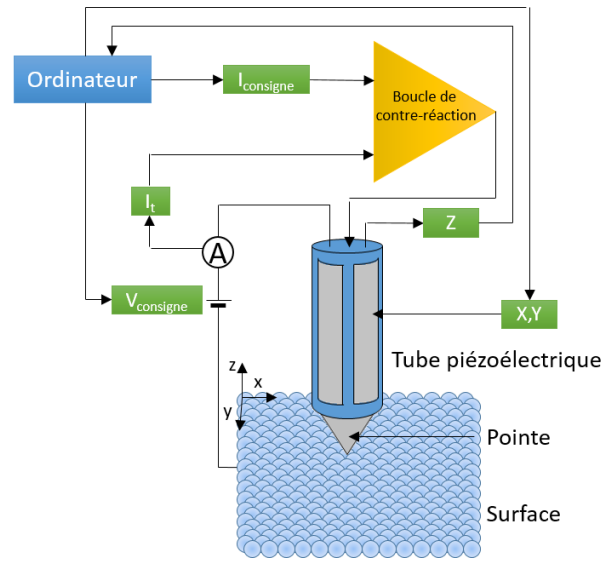 Ordinateur
Iconsigne
Boucle de
contre-réaction
It
A
Z
Vconsigne
X,Y
Tube piézoélectrique
z
x
y
Pointe
Surface